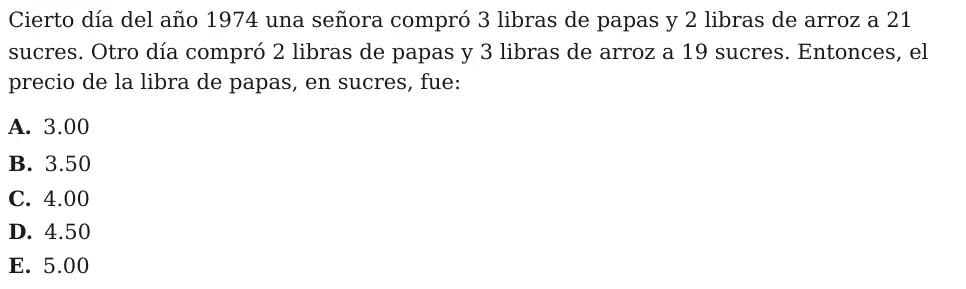 Cierto día del año 1974 una señora compró 3 libras de papas y 2 libras de arroz a 21
sucres. Otro día compró 2 libras de papas y 3 libras de arroz a 19 sucres. Entonces, el
precio de la libra de papas, en sucres, fue:
A. 3.00
B. 3.50
C. 4.00
D. 4.50
E. 5.00